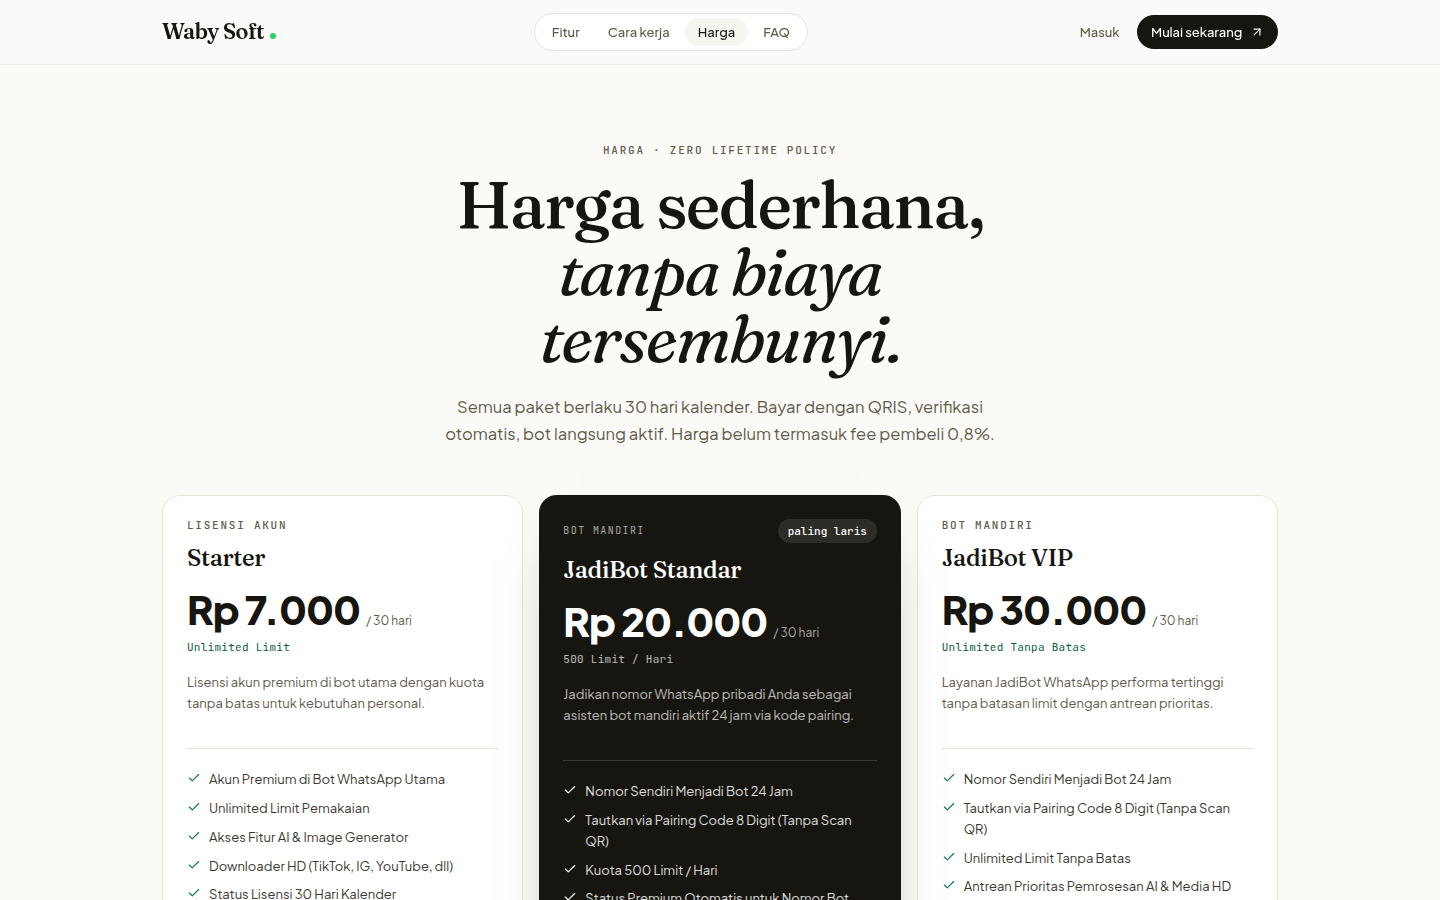 Waby Soft
Fitur
Cara kerja
Harga
FAQ
Masuk
Mulai sekarang
HARGA · ZERO LIFETIME POLICY
Harga sederhana,
tanpa biaya
tersembunyi.
Semua paket berlaku 30 hari kalender. Bayar dengan QRIS, verifikasi
otomatis, bot langsung aktif. Harga belum termasuk fee pembeli 0,8%.
LISENSI AKUN
Starter
Rp 7.000 / 30 hari
Unlimited Limit
Lisensi akun premium di bot utama dengan kuota
tanpa batas untuk kebutuhan personal.
Akun Premium di Bot WhatsApp Utama
Unlimited Limit Pemakaian
Akses Fitur AI & Image Generator
Downloader HD (TikTok, IG, YouTube, dll)
Status Lisensi 30 Hari Kalender
BOT MANDIRI
paling laris
JadiBot Standar
Rp 20.000 / 30 hari
500 Limit / Hari
Jadikan nomor WhatsApp pribadi Anda sebagai
asisten bot mandiri aktif 24 jam via kode pairing.
Nomor Sendiri Menjadi Bot 24 Jam
Tautkan via Pairing Code 8 Digit (Tanpa Scan
QR)
Kuota 500 Limit / Hari
Status Premium Otomatis untuk Nomor Bot
BOT MANDIRI
JadiBot VIP
Rp 30.000 / 30 hari
Unlimited Tanpa Batas
Layanan JadiBot WhatsApp performa tertinggi
tanpa batasan limit dengan antrean prioritas.
Nomor Sendiri Menjadi Bot 24 Jam
Tautkan via Pairing Code 8 Digit (Tanpa Scan
QR)
Unlimited Limit Tanpa Batas
Antrean Prioritas Pemrosesan AI & Media HD